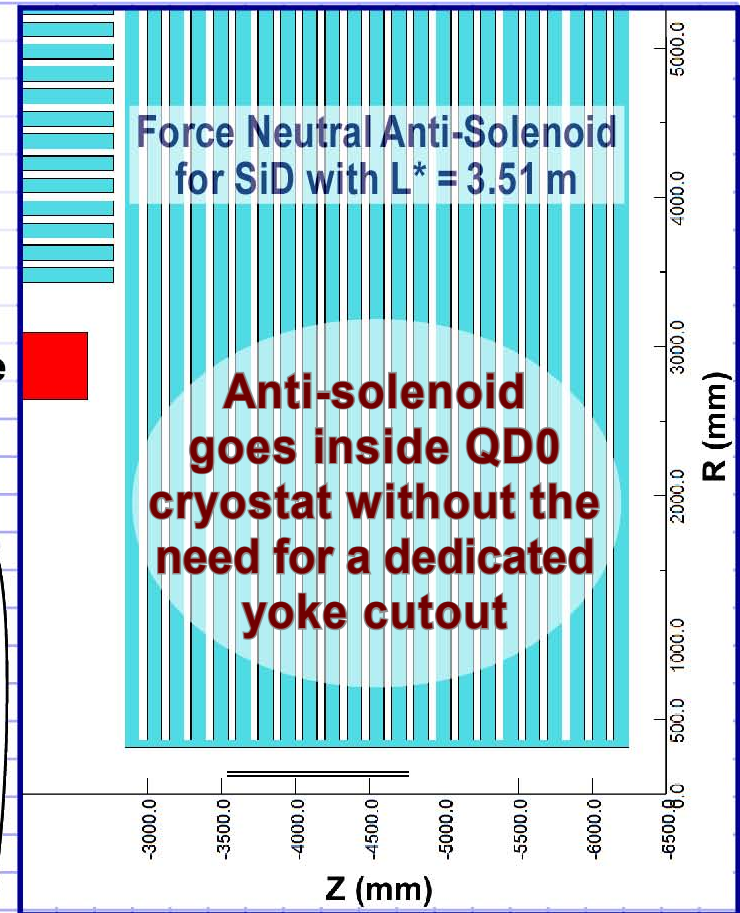 Force Neutral Anti-Solenoid
for SiD with L* = 3.51 m
Anti-solenoid
goes inside QD0
cryostat without the
need for a dedicated
yoke cutout
5000.0
4000.0
3000.0
2000.0
1000.0
500.0
0.0
R (mm)
-3000.0
-3500.0
-4000.0
-4500.0
-5000.0
-5500.0
-6000.0
-6500.0
Z (mm)
e